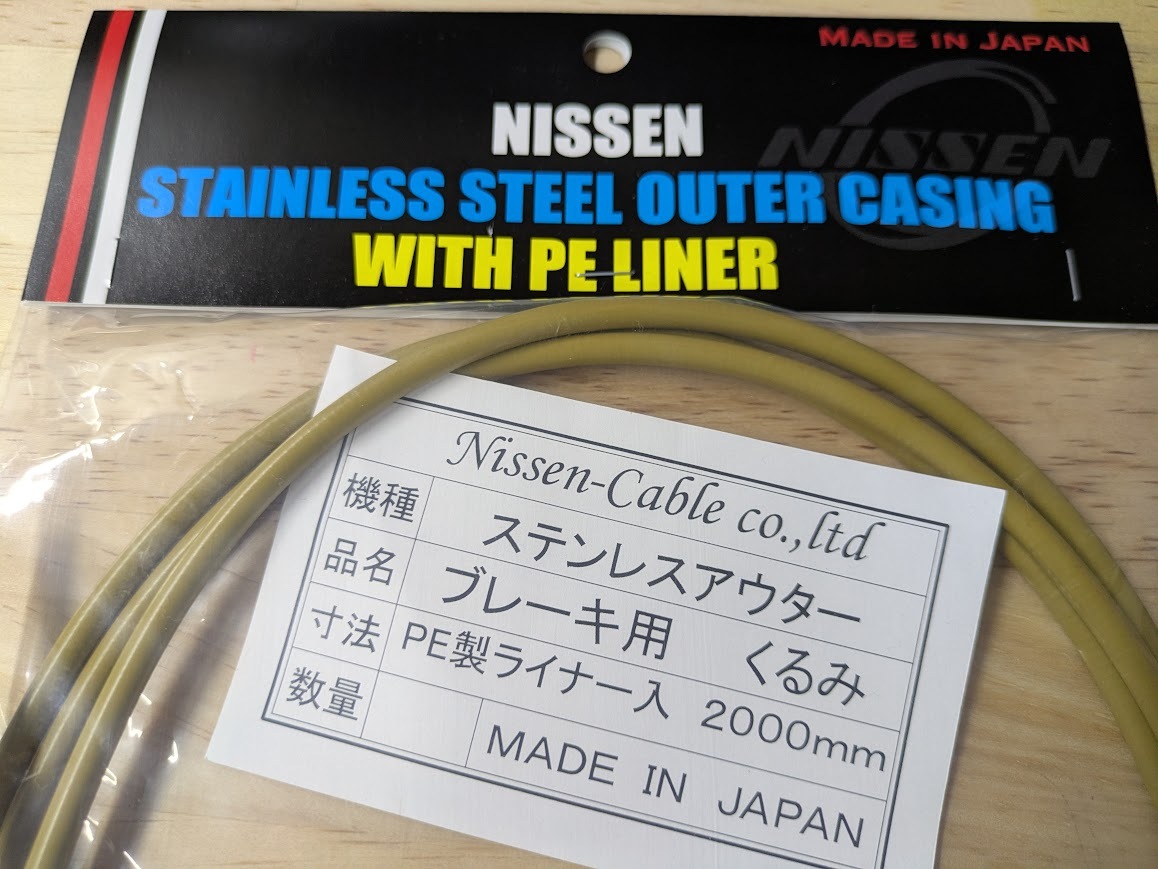 MADE IN JAPAN
NISSEN
NISSEN
STAINLESS STEEL OUTER CASING
WITH PE LINER
Nissen-Cable co.,ltd
機種 ステンレスアウター
品名 ブレーキ用 くるみ
寸法 PE製ライナー入 2000mm
数量 MADE IN JAPAN